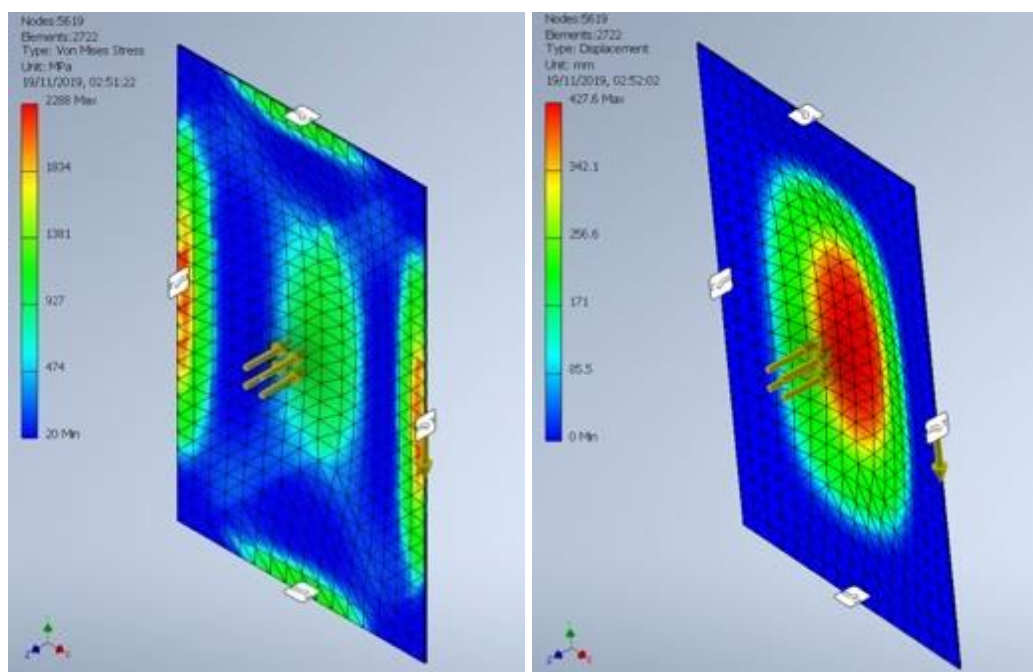 Nodes:5619
Elements:2722
Type: Von Mises Stress
Unit: MPa
19/11/2019, 02:51:22
2288 Max
1834
1381
927
474
20 Min
Nodes:5619
Elements:2722
Type: Displacement
Unit: mm
19/11/2019, 02:52:02
427.6 Max
342.1
256.6
171
85.5
0 Min